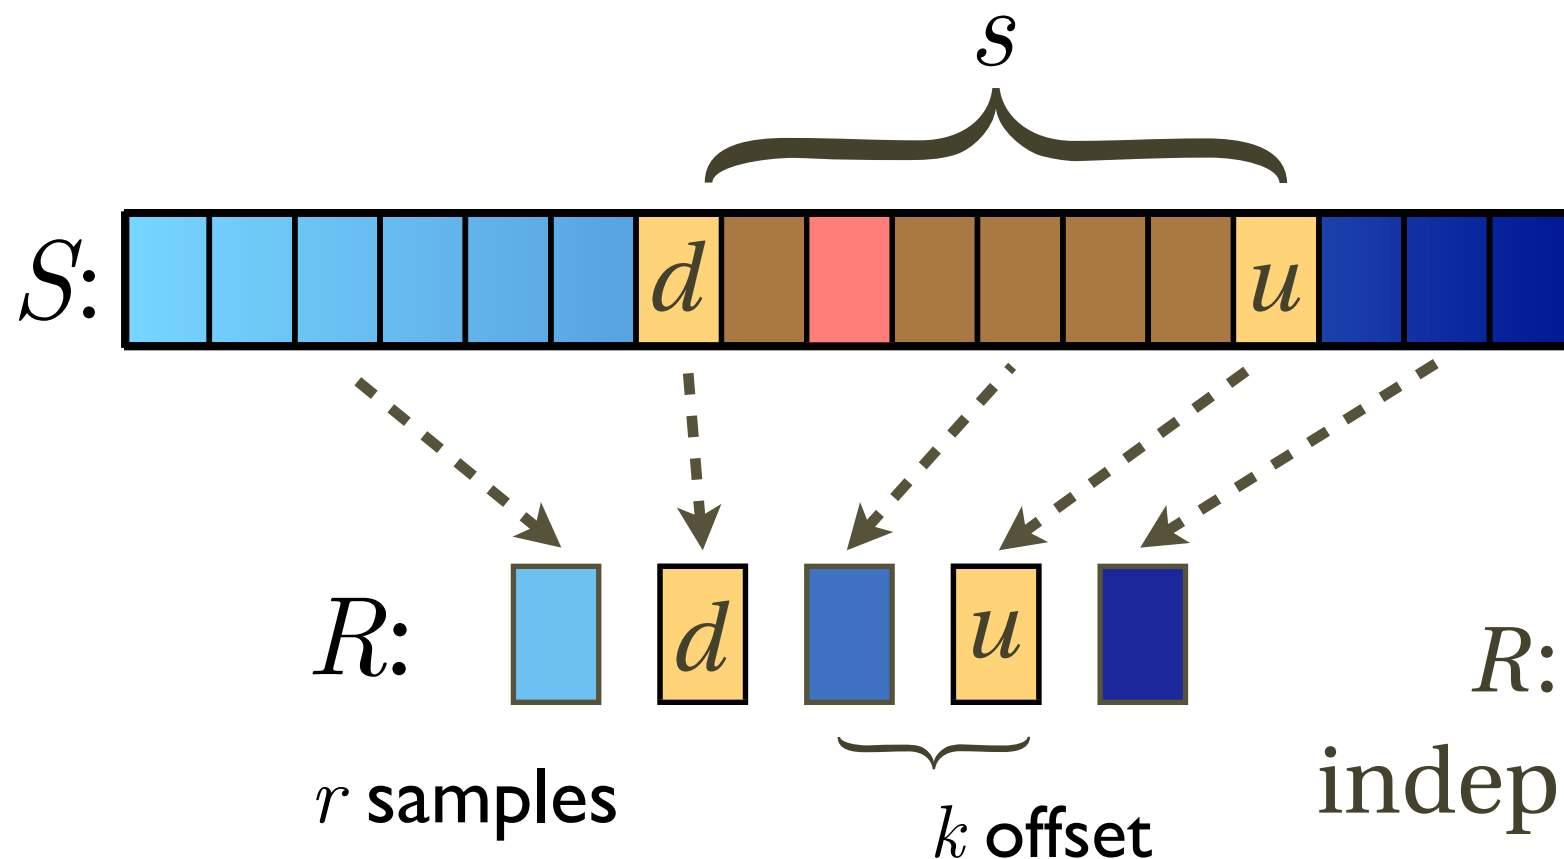 s
S: d u
R: d u
R:
r samples
indep
k offset